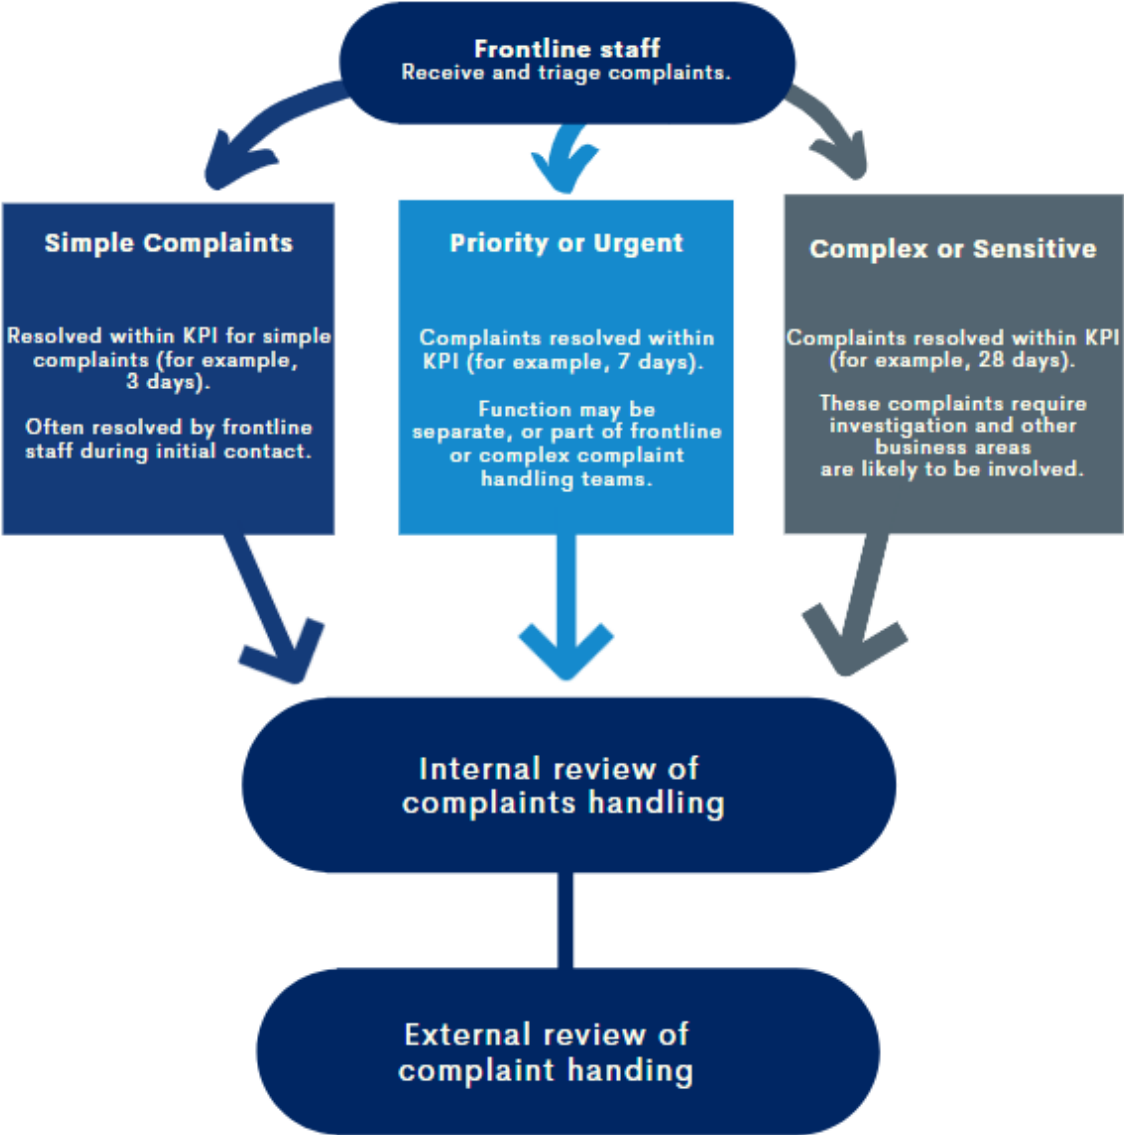 Frontline staff
Receive and triage complaints.
Simple Complaints
Resolved within KPI for simple
complaints (for example,
3 days).
Often resolved by frontline
staff during initial contact.
Priority or Urgent
Complaints resolved within
KPI (for example, 7 days).
Function may be
separate, or part of frontline
or complex complaint
handling teams.
Complex or Sensitive
Complaints resolved within KPI
(for example, 28 days).
These complaints require
investigation and other
business areas
are likely to be involved.
Internal review of
complaints handling
External review of
complaint handing